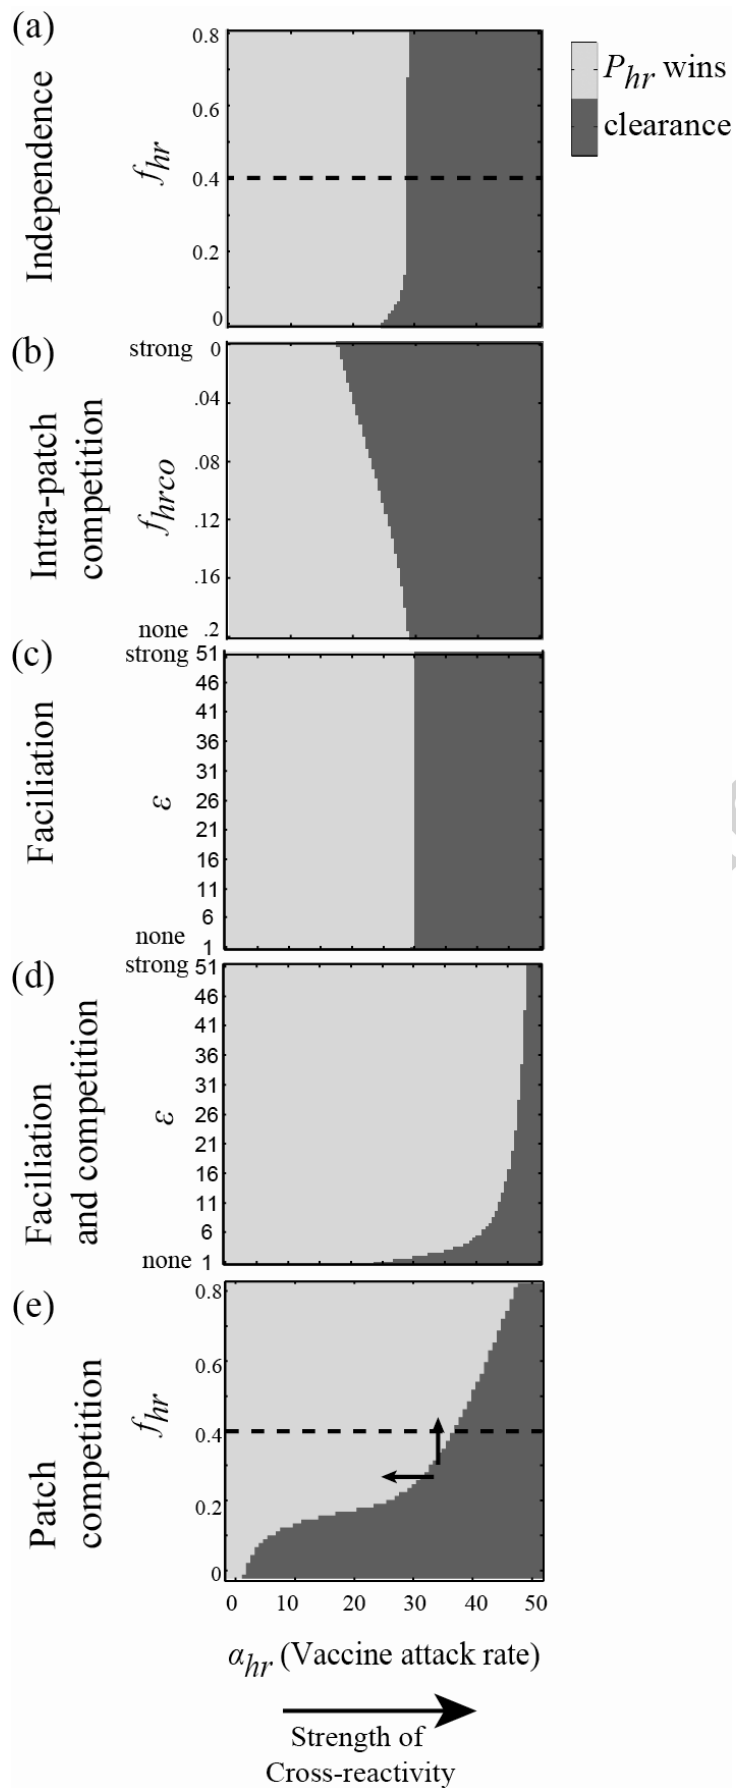 (a)
Independence
f_hr
0.8
0.6
0.4
0.2
0
P_hr wins
clearance
(b)
Intra-patch
competition
f_hrco
strong 0
.04
.08
.12
.16
none .2
(c)
Faciliation
ε
strong 51
46
41
36
31
26
21
16
11
6
none 1
(d)
Faciliation
and competition
ε
strong 51
46
41
36
31
26
21
16
11
6
none 1
(e)
Patch
competition
f_hr
0.8
0.6
0.4
0.2
0
0 10 20 30 40 50
α_hr (Vaccine attack rate)
Strength of
Cross-reactivity